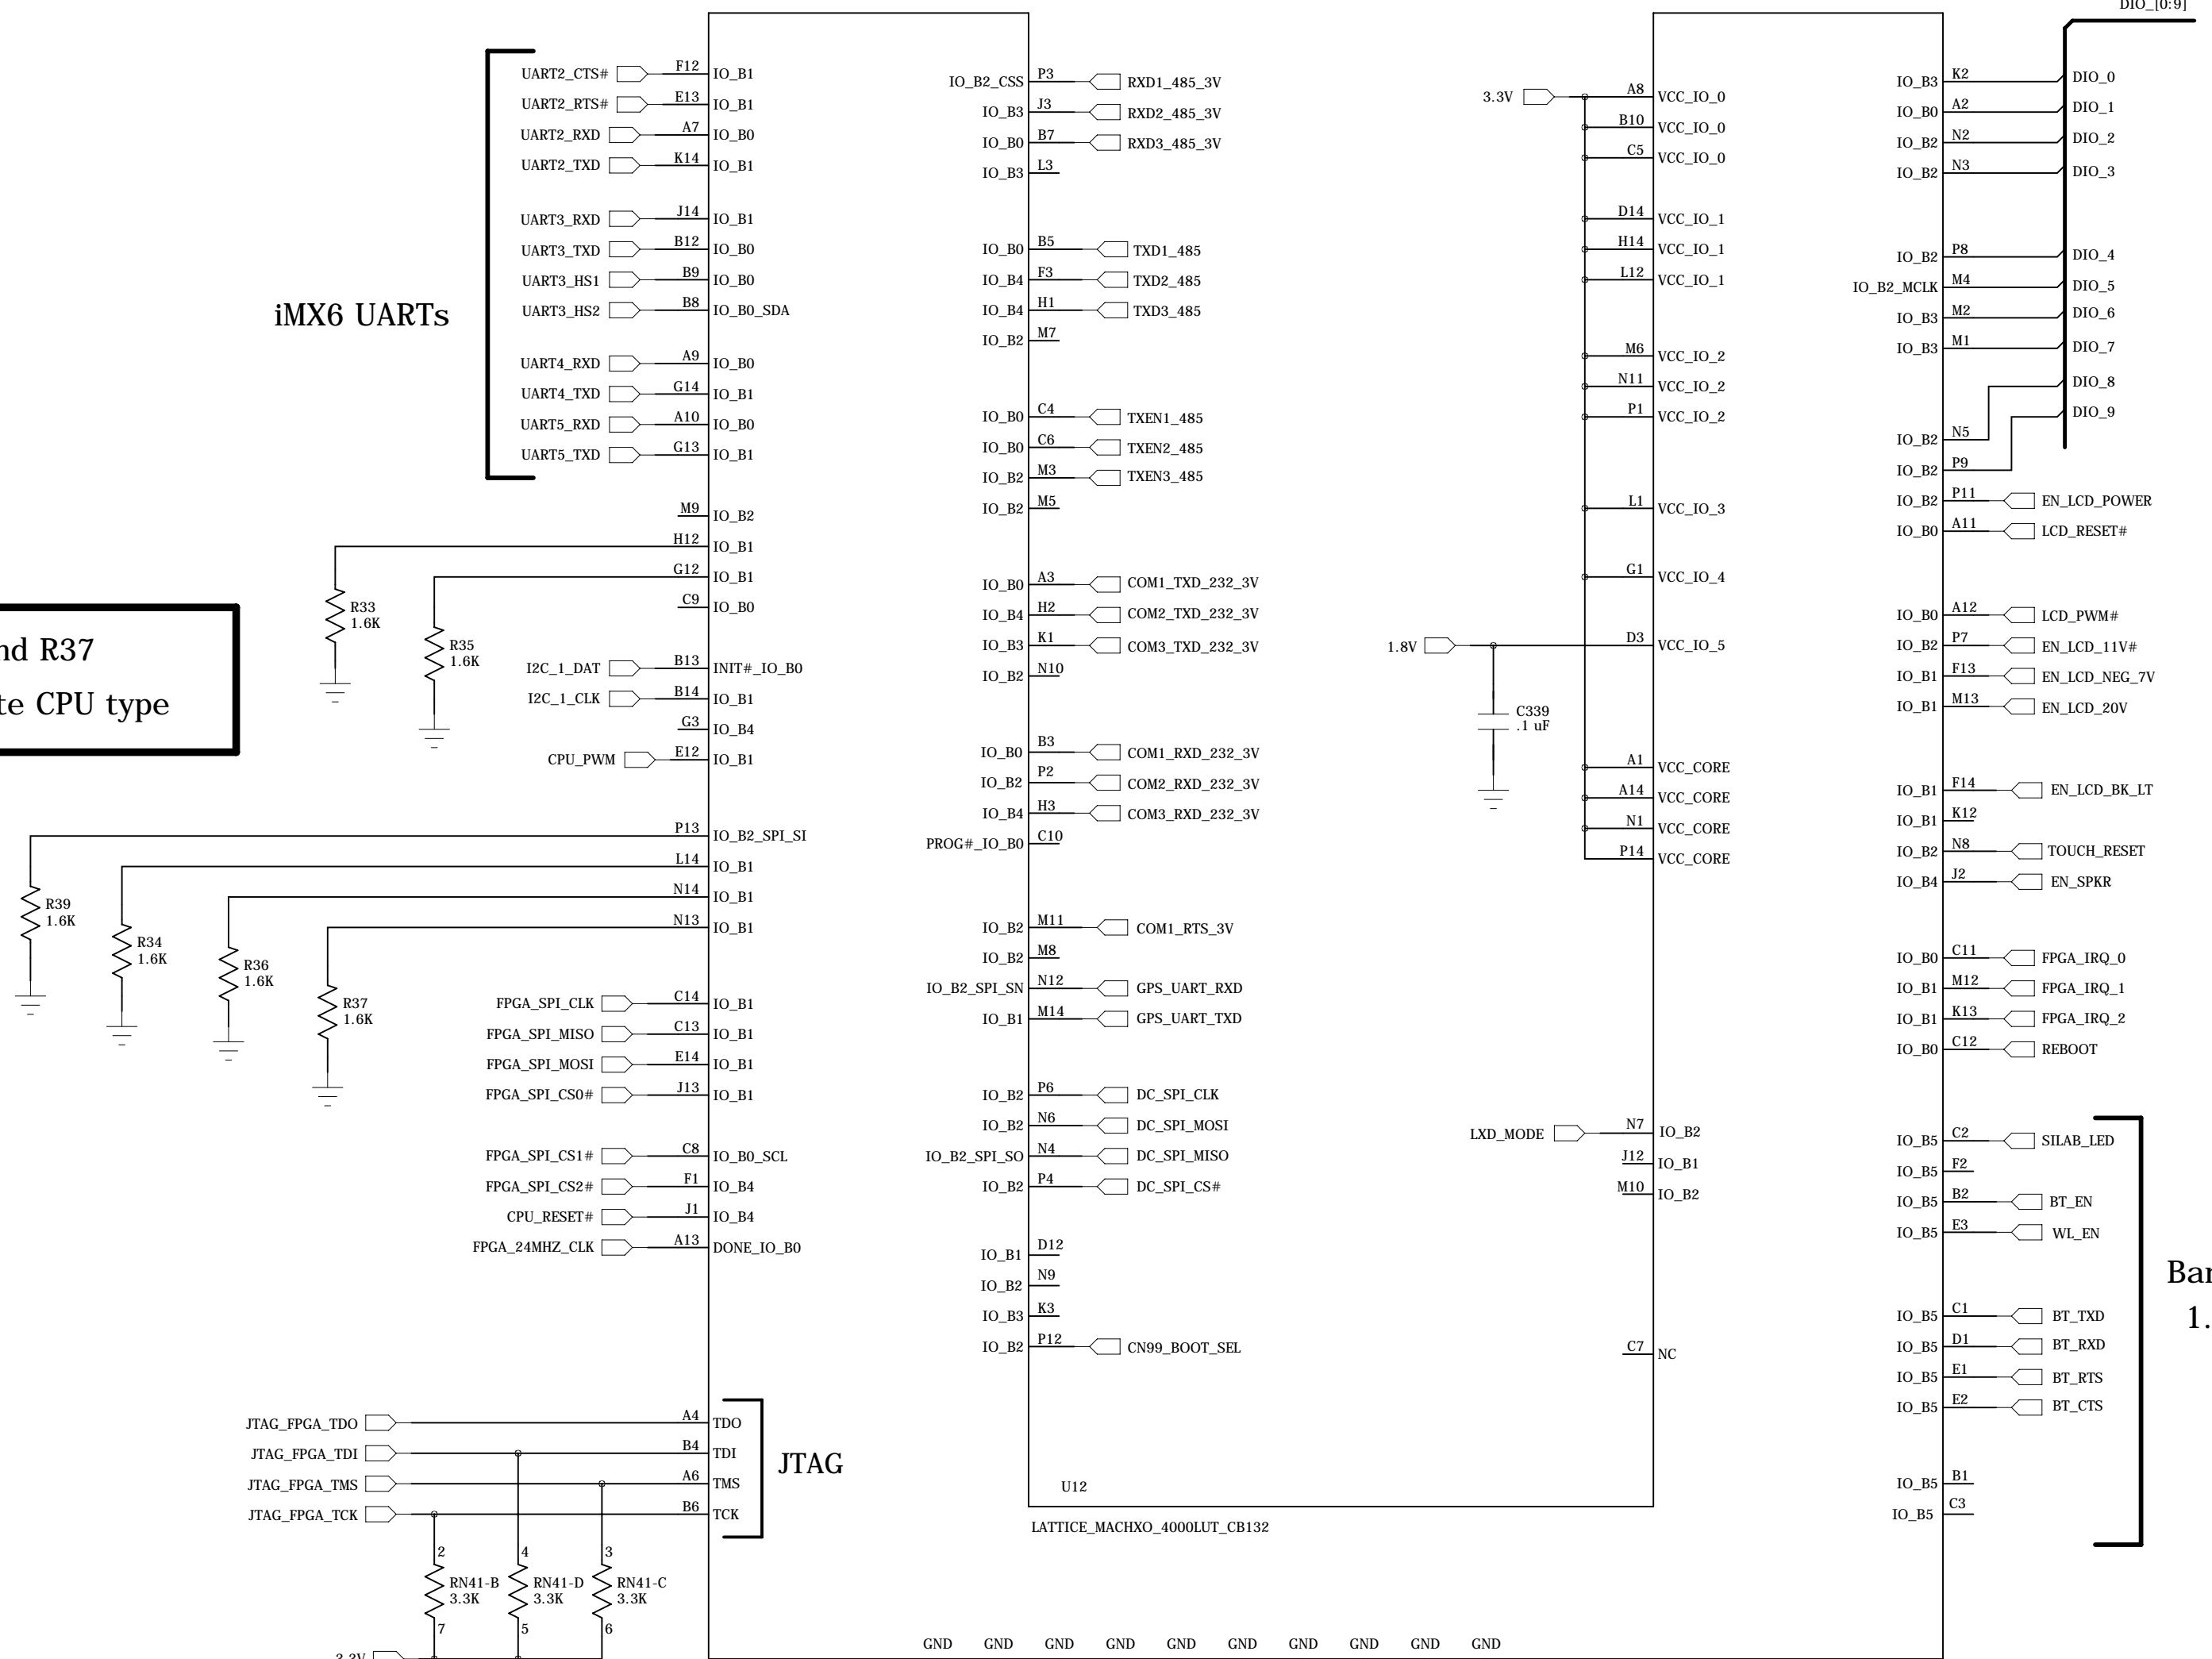 DIO_[0:9]
iMX6 UARTs
UART2_CTS# F12 IO_B1
UART2_RTS# E13 IO_B1
UART2_RXD A7 IO_B0
UART2_TXD K14 IO_B1
UART3_RXD J14 IO_B1
UART3_TXD B12 IO_B0
UART3_HS1 B9 IO_B0
UART3_HS2 B8 IO_B0_SDA
UART4_RXD A9 IO_B0
UART4_TXD G14 IO_B1
UART5_RXD A10 IO_B0
UART5_TXD G13 IO_B1
M9 IO_B2
H12 IO_B1
G12 IO_B1
C9 IO_B0
R33
1.6K
R35
1.6K
nd R37
te CPU type
I2C_1_DAT B13 INIT#_IO_B0
I2C_1_CLK B14 IO_B1
G3 IO_B4
CPU_PWM E12 IO_B1
P13 IO_B2_SPI_SI
L14 IO_B1
N14 IO_B1
N13 IO_B1
R39
1.6K
R34
1.6K
R36
1.6K
R37
1.6K
FPGA_SPI_CLK C14 IO_B1
FPGA_SPI_MISO C13 IO_B1
FPGA_SPI_MOSI E14 IO_B1
FPGA_SPI_CS0# J13 IO_B1
FPGA_SPI_CS1# C8 IO_B0_SCL
FPGA_SPI_CS2# F1 IO_B4
CPU_RESET# J1 IO_B4
FPGA_24MHZ_CLK A13 DONE_IO_B0
JTAG_FPGA_TDO A4 TDO
JTAG_FPGA_TDI B4 TDI
JTAG_FPGA_TMS A6 TMS
JTAG_FPGA_TCK B6 TCK
JTAG
2 4 3
RN41-B
3.3K
RN41-D
3.3K
RN41-C
3.3K
7 5 6
3.3V
IO_B2_CSS P3 RXD1_485_3V
IO_B3 J3 RXD2_485_3V
IO_B0 B7 RXD3_485_3V
IO_B3 L3
IO_B0 B5 TXD1_485
IO_B4 F3 TXD2_485
IO_B4 H1 TXD3_485
IO_B2 M7
IO_B0 C4 TXEN1_485
IO_B0 C6 TXEN2_485
IO_B2 M3 TXEN3_485
IO_B2 M5
IO_B0 A3 COM1_TXD_232_3V
IO_B4 H2 COM2_TXD_232_3V
IO_B3 K1 COM3_TXD_232_3V
IO_B2 N10
IO_B0 B3 COM1_RXD_232_3V
IO_B2 P2 COM2_RXD_232_3V
IO_B4 H3 COM3_RXD_232_3V
PROG#_IO_B0 C10
IO_B2 M11 COM1_RTS_3V
IO_B2 M8
IO_B2_SPI_SN N12 GPS_UART_RXD
IO_B1 M14 GPS_UART_TXD
IO_B2 P6 DC_SPI_CLK
IO_B2 N6 DC_SPI_MOSI
IO_B2_SPI_SO N4 DC_SPI_MISO
IO_B2 P4 DC_SPI_CS#
IO_B1 D12
IO_B2 N9
IO_B3 K3
IO_B2 P12 CN99_BOOT_SEL
U12
LATTICE_MACHXO_4000LUT_CB132
GND GND GND GND GND GND GND GND GND GND
3.3V A8 VCC_IO_0
B10 VCC_IO_0
C5 VCC_IO_0
D14 VCC_IO_1
H14 VCC_IO_1
L12 VCC_IO_1
M6 VCC_IO_2
N11 VCC_IO_2
P1 VCC_IO_2
L1 VCC_IO_3
G1 VCC_IO_4
1.8V D3 VCC_IO_5
C339
.1 uF
A1 VCC_CORE
A14 VCC_CORE
N1 VCC_CORE
P14 VCC_CORE
LXD_MODE N7 IO_B2
J12 IO_B1
M10 IO_B2
C7 NC
IO_B3 K2 DIO_0
IO_B0 A2 DIO_1
IO_B2 N2 DIO_2
IO_B2 N3 DIO_3
IO_B2 P8 DIO_4
IO_B2_MCLK M4 DIO_5
IO_B3 M2 DIO_6
IO_B3 M1 DIO_7
DIO_8
DIO_9
IO_B2 N5
IO_B2 P9
IO_B2 P11 EN_LCD_POWER
IO_B0 A11 LCD_RESET#
IO_B0 A12 LCD_PWM#
IO_B2 P7 EN_LCD_11V#
IO_B1 F13 EN_LCD_NEG_7V
IO_B1 M13 EN_LCD_20V
IO_B1 F14 EN_LCD_BK_LT
IO_B1 K12
IO_B2 N8 TOUCH_RESET
IO_B4 J2 EN_SPKR
IO_B0 C11 FPGA_IRQ_0
IO_B1 M12 FPGA_IRQ_1
IO_B1 K13 FPGA_IRQ_2
IO_B0 C12 REBOOT
IO_B5 C2 SILAB_LED
IO_B5 F2
IO_B5 B2 BT_EN
IO_B5 E3 WL_EN
IO_B5 C1 BT_TXD
IO_B5 D1 BT_RXD
IO_B5 E1 BT_RTS
IO_B5 E2 BT_CTS
IO_B5 B1
IO_B5 C3
1.